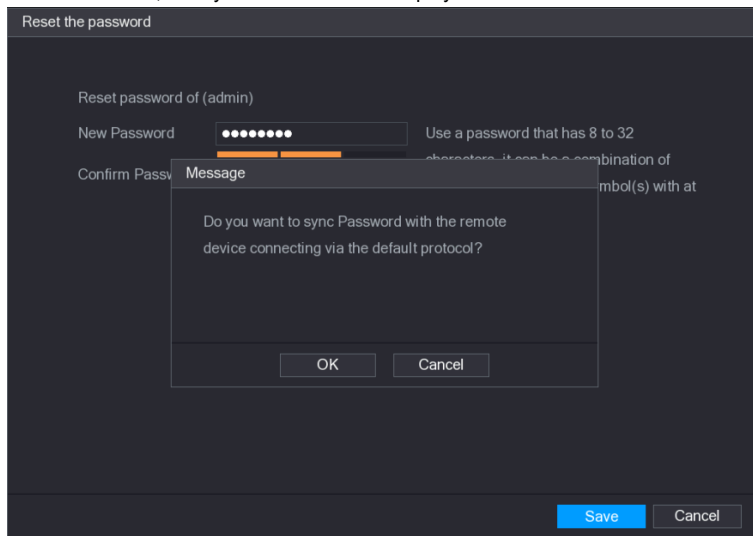 Reset the password
Reset password of (admin)
New Password ●●●●●●●● Use a password that has 8 to 32
combination of
Confirm Passw
mbol(s) with at
Message
Do you want to sync Password with the remote
device connecting via the default protocol?
OK Cancel
Save Cancel